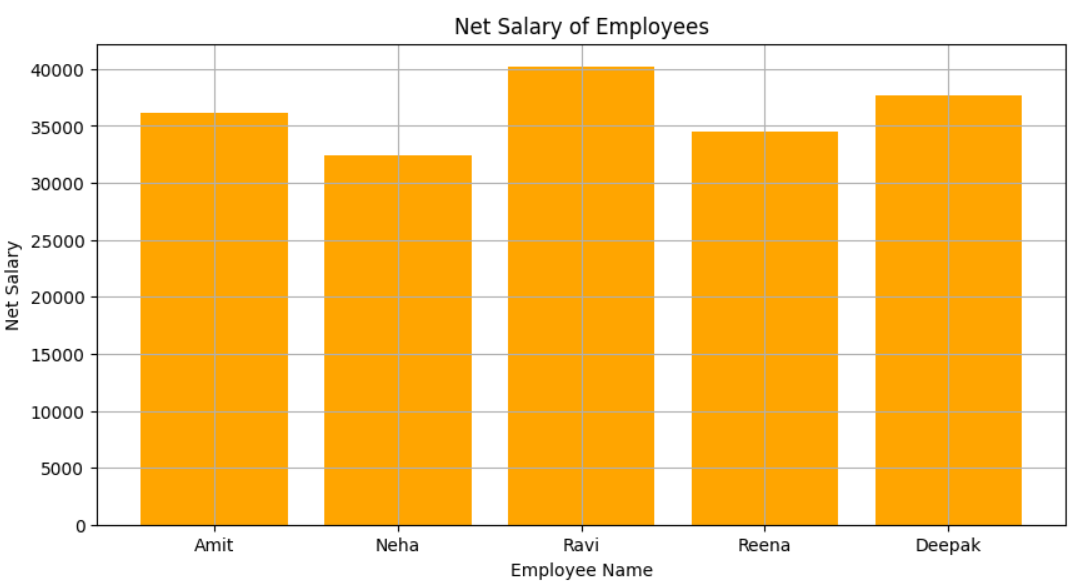 Net Salary of Employees
Net Salary
40000
35000
30000
25000
20000
15000
10000
5000
0
Amit Neha Ravi Reena Deepak
Employee Name